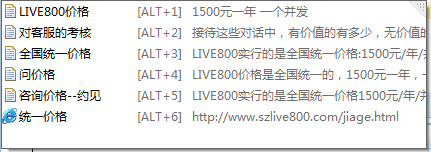 LIVE800价格 [ALT+1] 1500元一年 一个并发
对客服的考核 [ALT+2] 接待这些对话中，有价值的有多少，无价值的
全国统一价格 [ALT+3] LIVE800实行的是全国统一价格:1500元/年/并
问价格 [ALT+4] LIVE800价格是全国统一的，1500元一年，一
咨询价格--约见 [ALT+5] LIVE800实行的是全国统一价格1500元/年/并
统一价格 [ALT+6] http://www.szlive800.com/jiage.html